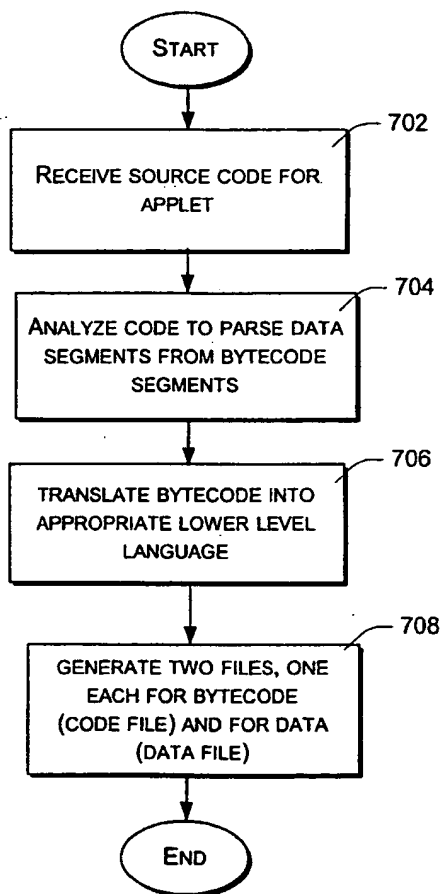 START
702
RECEIVE SOURCE CODE FOR
APPLET
704
ANALYZE CODE TO PARSE DATA
SEGMENTS FROM BYTECODE
SEGMENTS
706
TRANSLATE BYTECODE INTO
APPROPRIATE LOWER LEVEL
LANGUAGE
708
GENERATE TWO FILES, ONE
EACH FOR BYTECODE
(CODE FILE) AND FOR DATA
(DATA FILE)
END